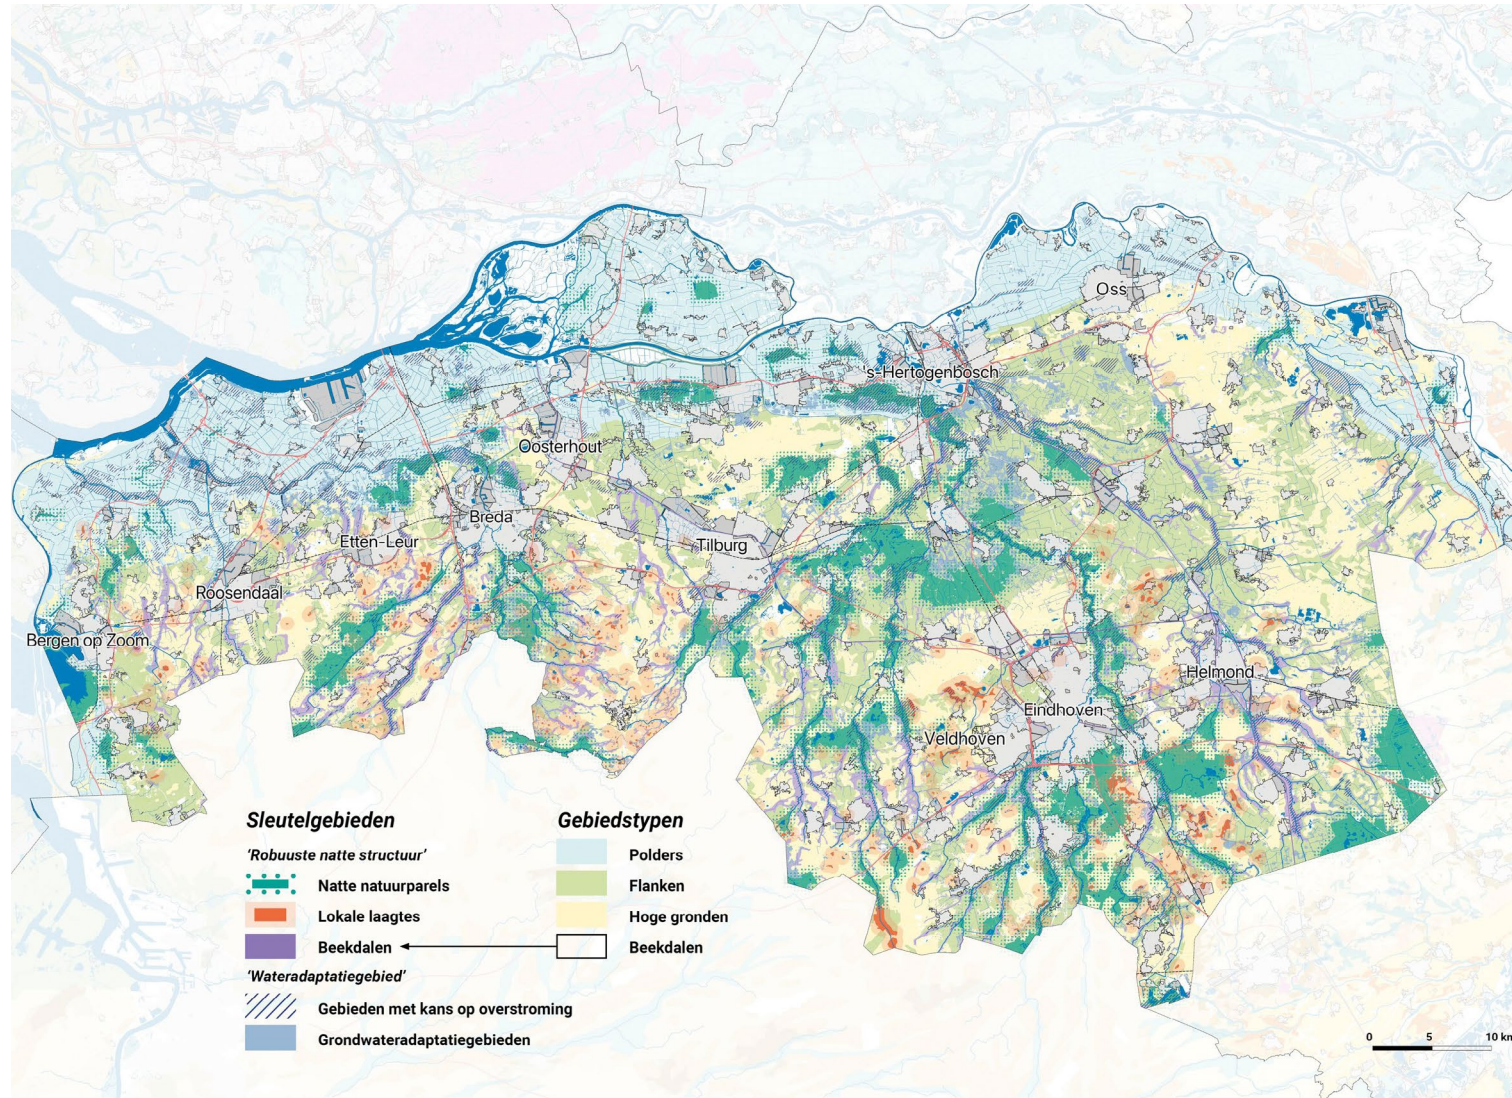 Oss
's-Hertogenbosch
Oosterhout
Breda
Etten-Leur
Tilburg
Roosendaal
Bergen op Zoom
Helmond
Eindhoven
Veldhoven
Sleutelgebieden
'Robuuste natte structuur'
Natte natuurparels
Lokale laagtes
Beekdalen
'Wateradaptatiegebied'
Gebieden met kans op overstroming
Grondwateradaptatiegebieden
Gebiedstypen
Polders
Flanken
Hoge gronden
Beekdalen
0 5 10 km